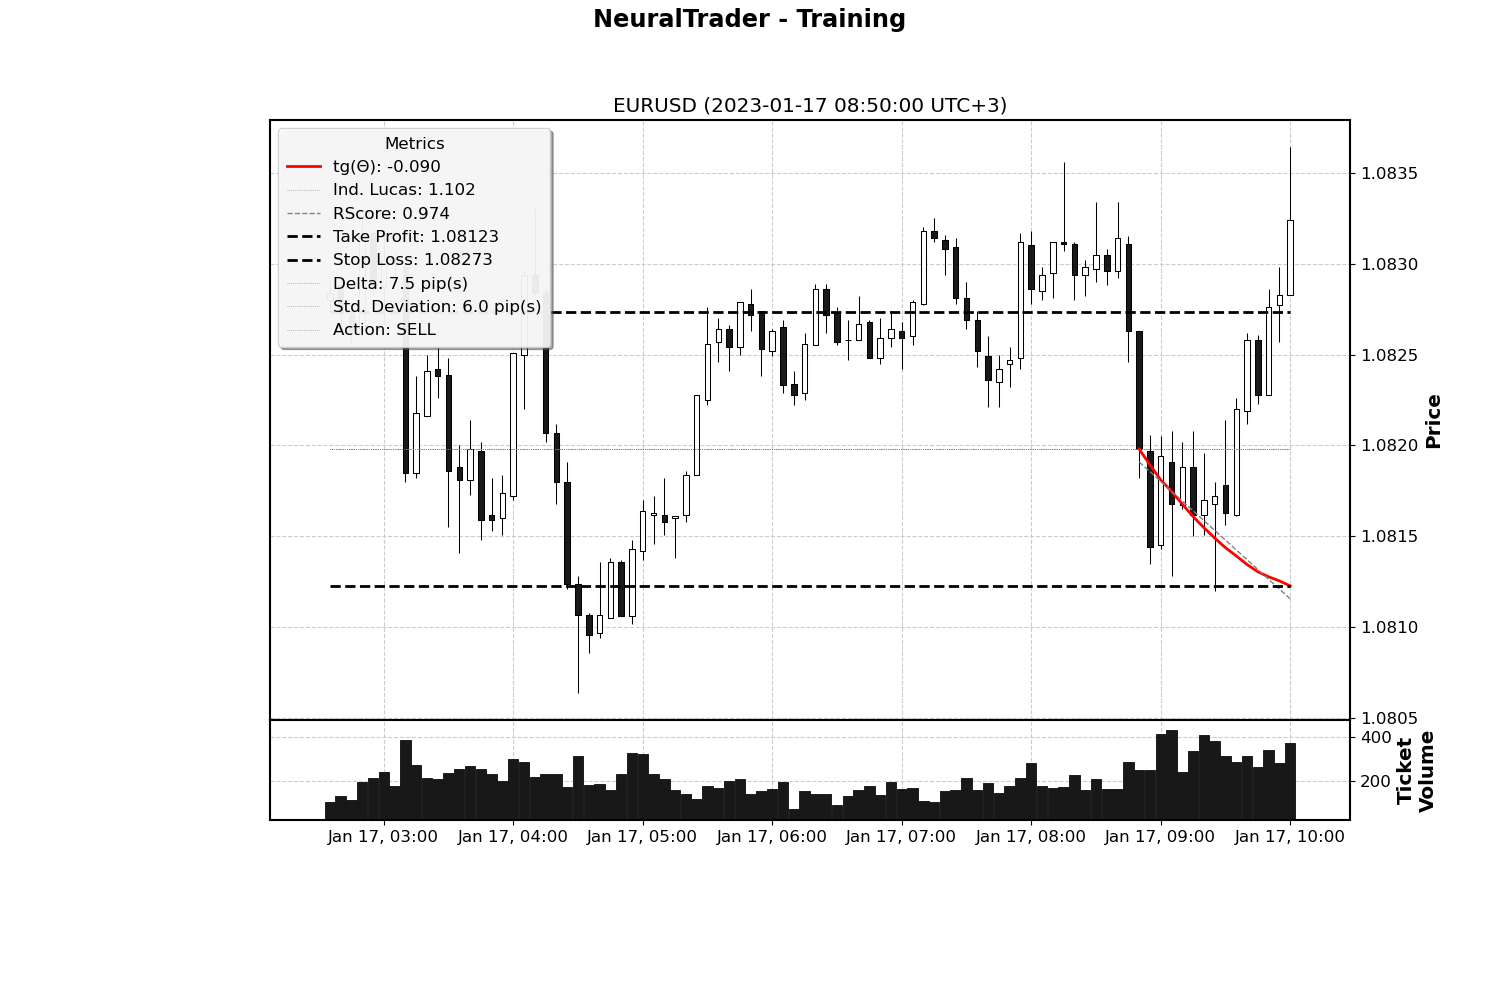 NeuralTrader - Training
EURUSD (2023-01-17 08:50:00 UTC+3)
Metrics
tg(Θ): -0.090
Ind. Lucas: 1.102
RScore: 0.974
Take Profit: 1.08123
Stop Loss: 1.08273
Delta: 7.5 pip(s)
Std. Deviation: 6.0 pip(s)
Action: SELL
1.0835
1.0830
1.0825
1.0820
1.0815
1.0810
1.0805
Price
400
200
Ticket
Volume
Jan 17, 03:00
Jan 17, 04:00
Jan 17, 05:00
Jan 17, 06:00
Jan 17, 07:00
Jan 17, 08:00
Jan 17, 09:00
Jan 17, 10:00